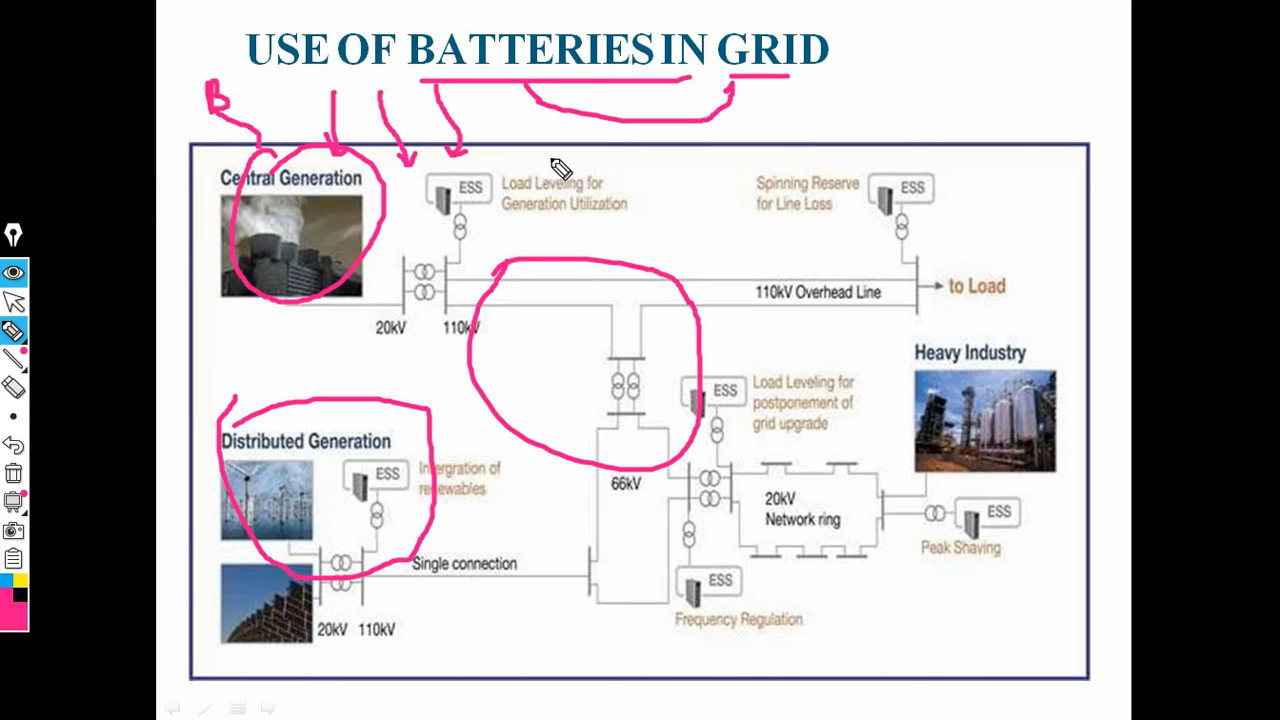 USE OF BATTERIES IN GRID
B
Central Generation
ESS
Load Leveling for
Generation Utilization
Spinning Reserve
for Line Loss
ESS
110kV Overhead Line
to Load
20kV
110kV
Heavy Industry
ESS
Load Leveling for
postponement of
grid upgrade
Distributed Generation
ESS
Intergration of
renewables
66kV
20kV
Network ring
ESS
Peak Shaving
Single connection
ESS
Frequency Regulation
20kV
110kV